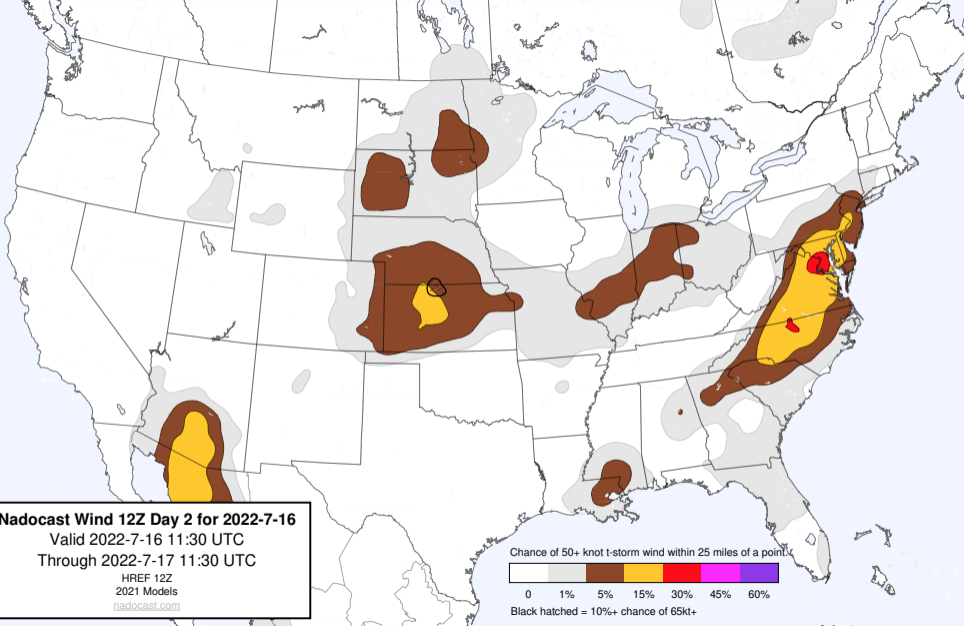 Nadocast Wind 12Z Day 2 for 2022-7-16
Valid 2022-7-16 11:30 UTC
Through 2022-7-17 11:30 UTC
HREF 12Z
2021 Models
nadocast.com
Chance of 50+ knot t-storm wind within 25 miles of a point.
0 1% 5% 15% 30% 45% 60%
Black hatched = 10%+ chance of 65kt+